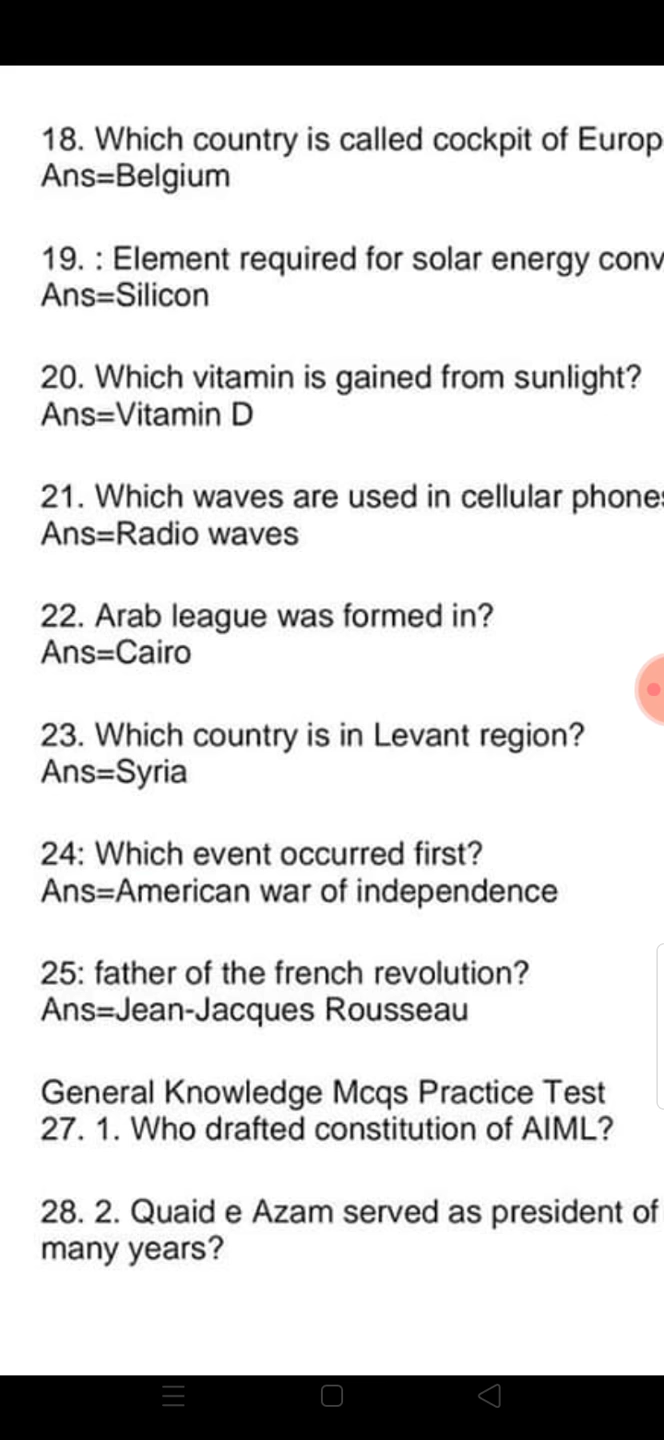 18. Which country is called cockpit of Europ
Ans=Belgium
19. : Element required for solar energy conv
Ans=Silicon
20. Which vitamin is gained from sunlight?
Ans=Vitamin D
21. Which waves are used in cellular phones
Ans=Radio waves
22. Arab league was formed in?
Ans=Cairo
23. Which country is in Levant region?
Ans=Syria
24: Which event occurred first?
Ans=American war of independence
25: father of the french revolution?
Ans=Jean-Jacques Rousseau
General Knowledge Mcqs Practice Test
27. 1. Who drafted constitution of AIML?
28. 2. Quaid e Azam served as president of
many years?